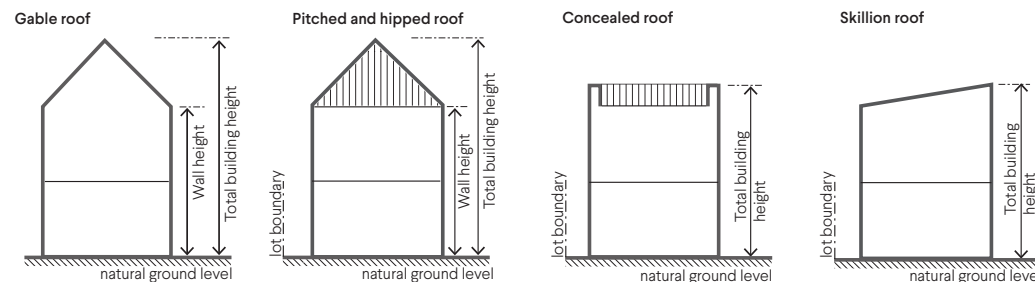 Gable roof
Wall height
Total building height
natural ground level
Pitched and hipped roof
lot boundary
Wall height
Total building height
natural ground level
Concealed roof
lot boundary
Total building
height
natural ground level
Skillion roof
lot boundary
Total building
height
natural ground level